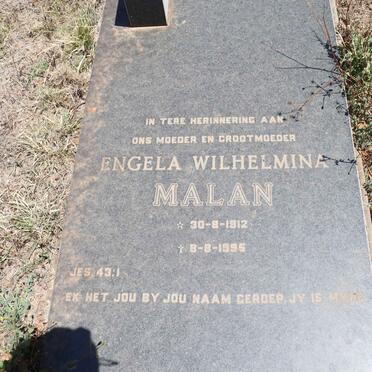 IN TERE HERINNERING AAN
ONS MOEDER EN GROOTMOEDER
ENGELA WILHELMINA
MALAN
☆ 30-8-1912
✞ 8-8-1995
JES 43:1
EK HET JOU BY JOU NAAM GEROEP, JY IS MYNE